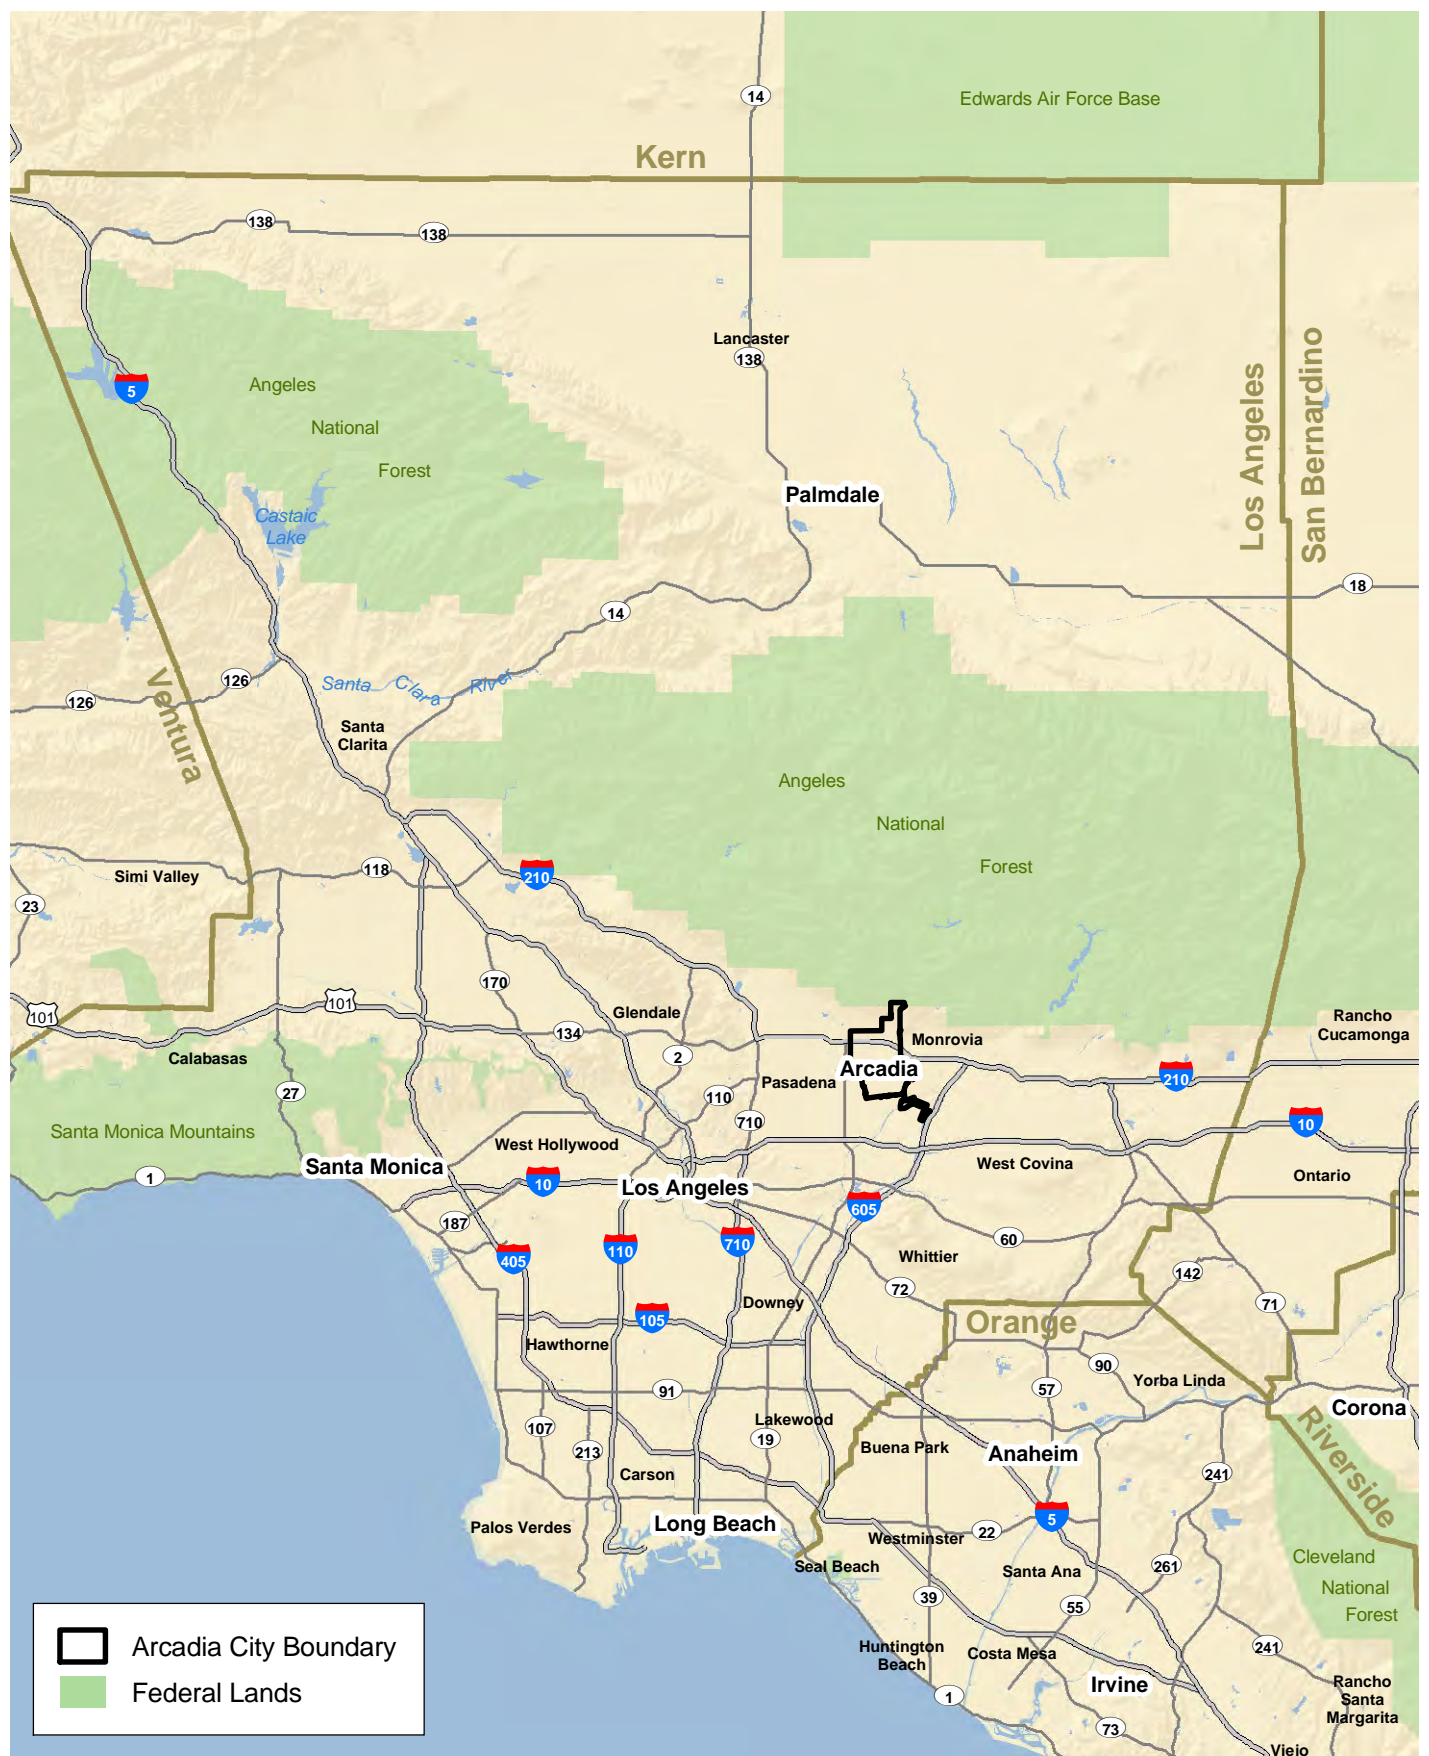 14
Edwards Air Force Base
Kern
138
138
Lancaster
138
5
Angeles
National
Forest
Los Angeles
San Bernardino
Palmdale
Castaic
Lake
18
14
Ventura
126
126
Santa Clara River
Santa
Clarita
Angeles
National
Forest
Simi Valley
118
210
23
170
101
101
Glendale
134
Rancho
Cucamonga
Monrovia
Calabasas
2
Arcadia
Pasadena
210
27
110
710
10
Santa Monica Mountains
West Hollywood
1
Santa Monica
10
Los Angeles
West Covina
Ontario
187
605
60
405
110
710
Whittier
142
72
Downey
71
105
Orange
Hawthorne
90
91
57
Yorba Linda
Lakewood
Corona
107
213
19
Buena Park
Anaheim
Riverside
Carson
241
Palos Verdes
Long Beach
22
5
Westminster
Seal Beach
Santa Ana
261
Cleveland
National
Forest
39
55
Huntington
Beach
Costa Mesa
241
Irvine
Rancho
Santa
Margarita
1
73
Viejo
Arcadia City Boundary
Federal Lands